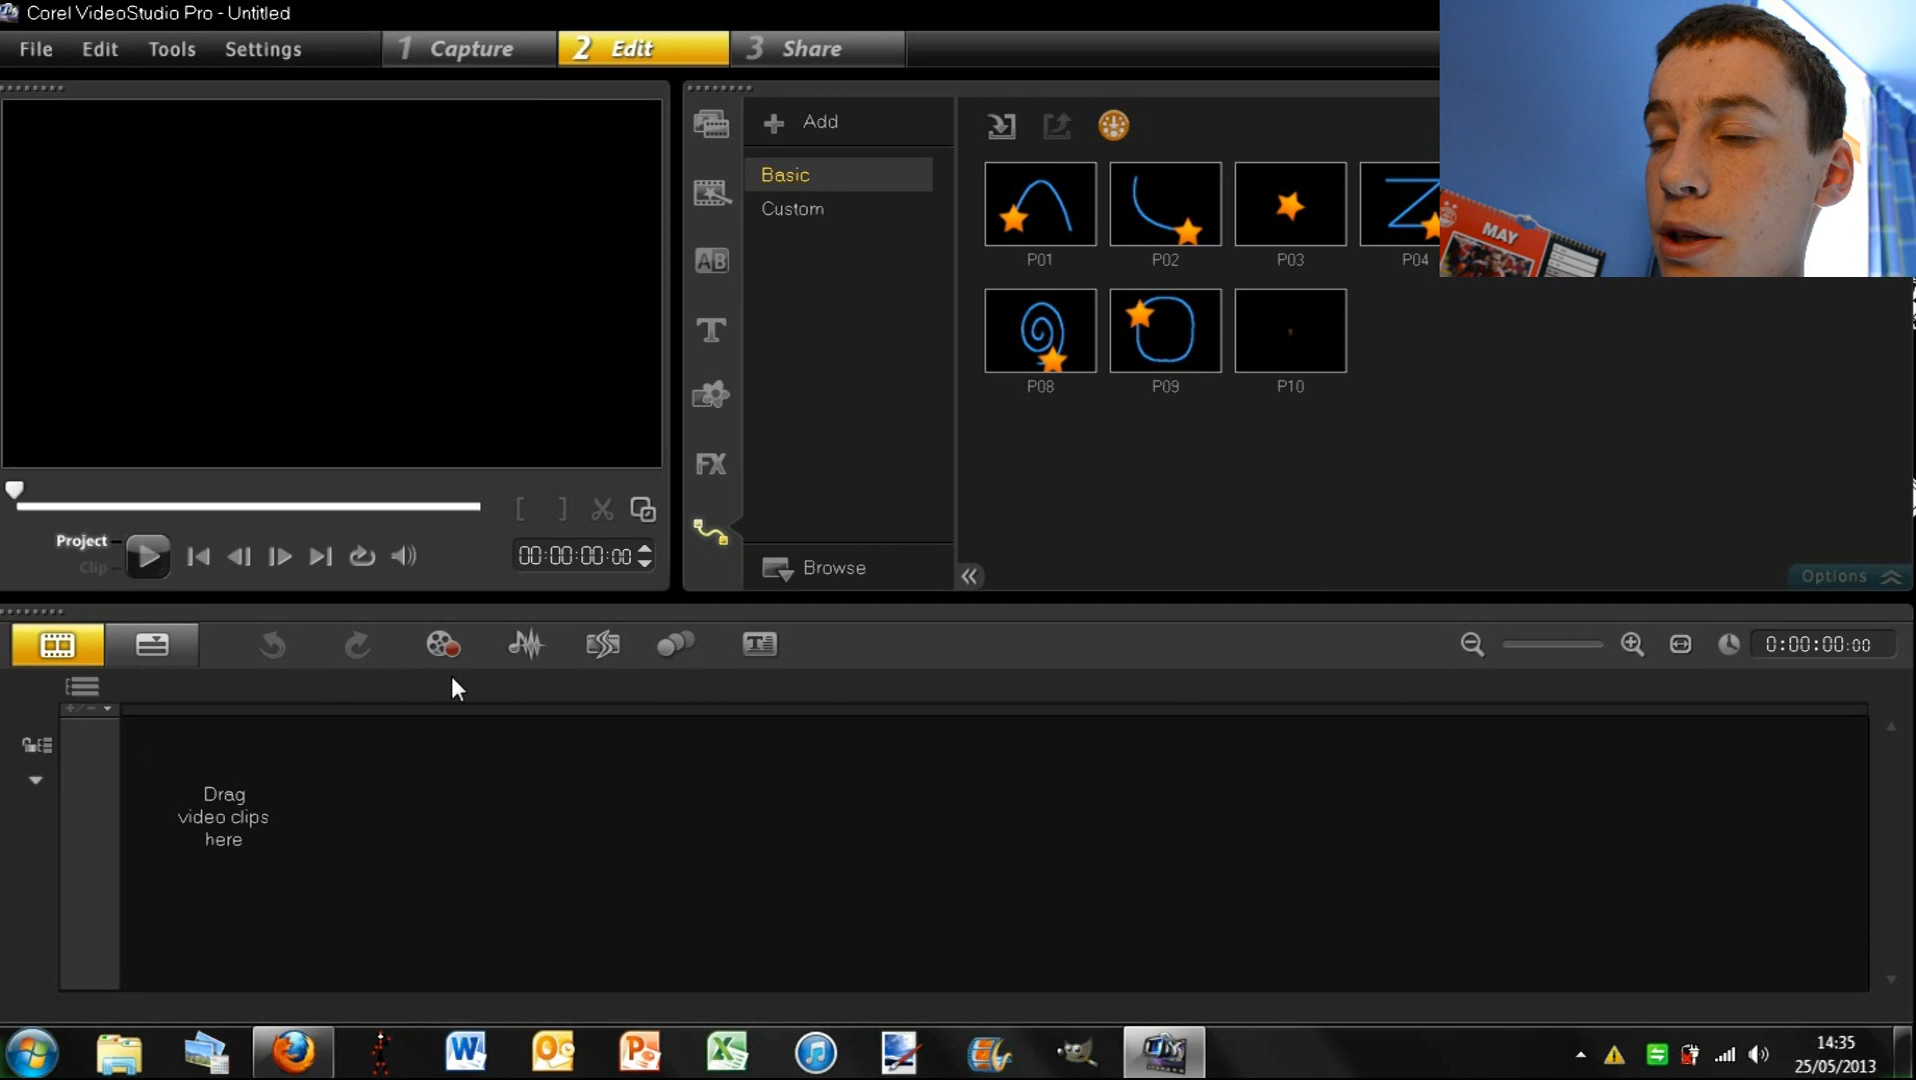 Corel VideoStudio Pro - Untitled
File Edit Tools Settings
1 Capture 2 Edit 3 Share
Add
Basic
Custom
P01 P02 P03 P04
MAY
P08 P09 P10
AB
T
FX
Browse
Options
Project
Clip
00:00:00:00
0:00:00:00
Drag
video clips
here
14:35
25/05/2013